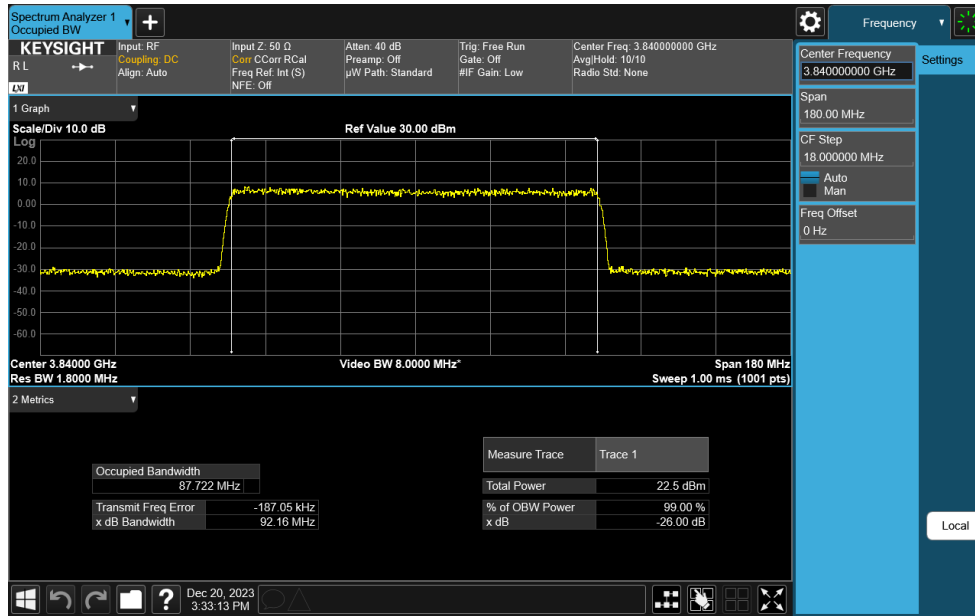 Spectrum Analyzer 1
Occupied BW
+
Frequency
KEYSIGHT
R L
LXI
Input: RF
Coupling: DC
Align: Auto
Input Z: 50 Ω
Corr CCorr RCal
Freq Ref: Int (S)
NFE: Off
Atten: 40 dB
Preamp: Off
µW Path: Standard
Trig: Free Run
Gate: Off
#IF Gain: Low
Center Freq: 3.840000000 GHz
Avg|Hold: 10/10
Radio Std: None
Center Frequency
3.840000000 GHz
Settings
Span
180.00 MHz
CF Step
18.000000 MHz
Auto
Man
Freq Offset
0 Hz
Local
1 Graph
Scale/Div 10.0 dB
Ref Value 30.00 dBm
Log
20.0
10.0
0.00
-10.0
-20.0
-30.0
-40.0
-50.0
-60.0
Center 3.84000 GHz
Video BW 8.0000 MHz*
Span 180 MHz
Res BW 1.8000 MHz
Sweep 1.00 ms (1001 pts)
2 Metrics
Occupied Bandwidth
87.722 MHz
Transmit Freq Error -187.05 kHz
x dB Bandwidth 92.16 MHz
Measure Trace Trace 1
Total Power 22.5 dBm
% of OBW Power 99.00 %
x dB -26.00 dB
?
Dec 20, 2023
3:33:13 PM